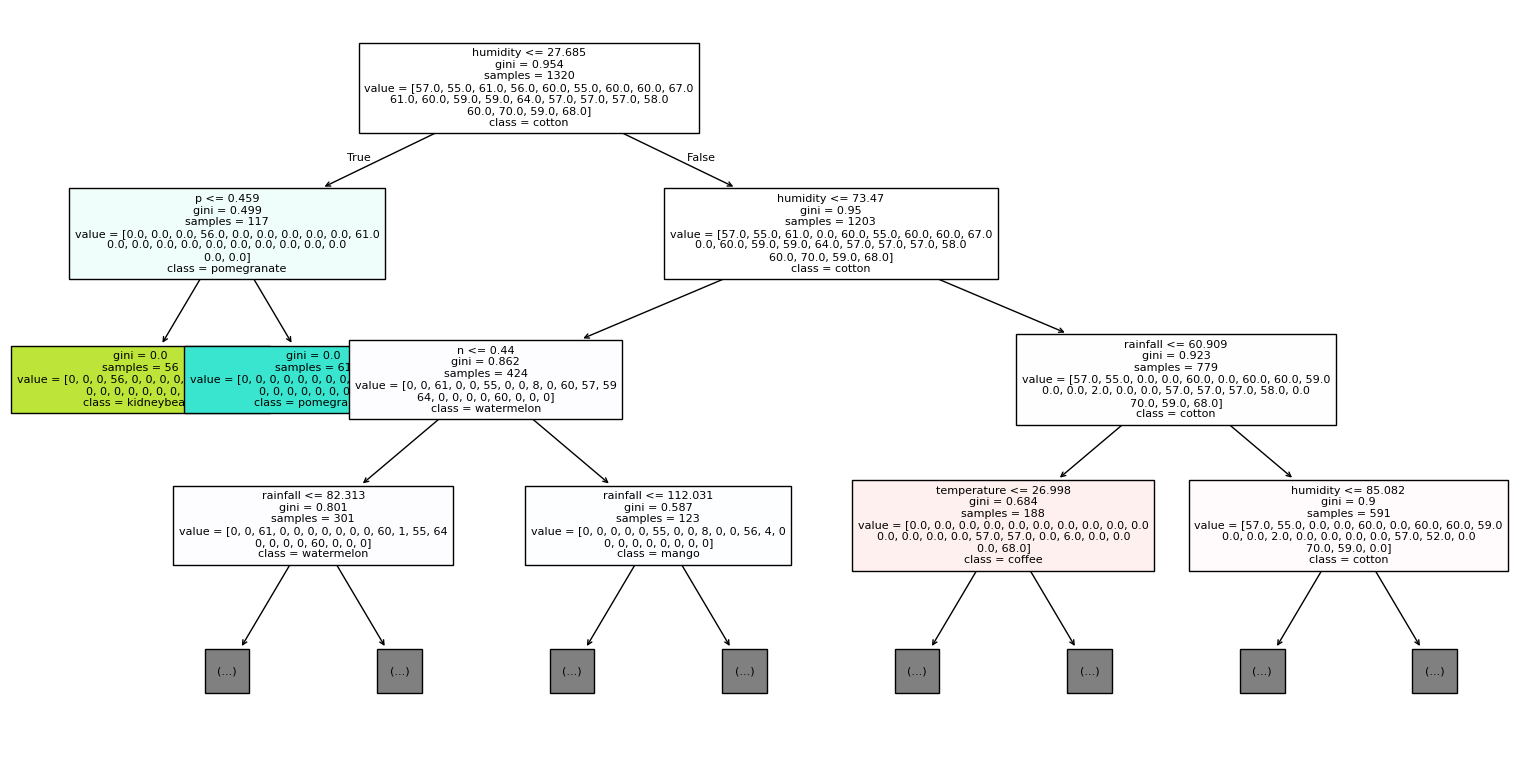 humidity <= 27.685
gini = 0.954
samples = 1320
value = [57.0, 55.0, 61.0, 56.0, 60.0, 55.0, 60.0, 60.0, 67.0
61.0, 60.0, 59.0, 59.0, 64.0, 57.0, 57.0, 57.0, 58.0
60.0, 70.0, 59.0, 68.0]
class = cotton
True
False
p <= 0.459
gini = 0.499
samples = 117
value = [0.0, 0.0, 0.0, 56.0, 0.0, 0.0, 0.0, 0.0, 0.0, 61.0
0.0, 0.0, 0.0, 0.0, 0.0, 0.0, 0.0, 0.0, 0.0, 0.0
0.0, 0.0]
class = pomegranate
humidity <= 73.47
gini = 0.95
samples = 1203
value = [57.0, 55.0, 61.0, 0.0, 60.0, 55.0, 60.0, 60.0, 67.0
0.0, 60.0, 59.0, 59.0, 64.0, 57.0, 57.0, 57.0, 58.0
60.0, 70.0, 59.0, 68.0]
class = cotton
gini = 0.0
samples = 56
value = [0, 0, 0, 56, 0, 0, 0, 0,
0, 0, 0, 0, 0, 0,
class = kidneybea
gini = 0.0
samples = 61
value = [0, 0, 0, 0, 0, 0, 0, 0,
0, 0, 0, 0, 0, 0
class = pomegra
n <= 0.44
gini = 0.862
samples = 424
value = [0, 0, 61, 0, 0, 55, 0, 0, 8, 0, 60, 57, 59
64, 0, 0, 0, 0, 60, 0, 0, 0]
class = watermelon
rainfall <= 60.909
gini = 0.923
samples = 779
value = [57.0, 55.0, 0.0, 0.0, 60.0, 0.0, 60.0, 60.0, 59.0
0.0, 0.0, 2.0, 0.0, 0.0, 57.0, 57.0, 57.0, 58.0, 0.0
70.0, 59.0, 68.0]
class = cotton
rainfall <= 82.313
gini = 0.801
samples = 301
value = [0, 0, 61, 0, 0, 0, 0, 0, 0, 0, 60, 1, 55, 64
0, 0, 0, 0, 60, 0, 0, 0]
class = watermelon
rainfall <= 112.031
gini = 0.587
samples = 123
value = [0, 0, 0, 0, 0, 55, 0, 0, 8, 0, 0, 56, 4, 0
0, 0, 0, 0, 0, 0, 0, 0]
class = mango
temperature <= 26.998
gini = 0.684
samples = 188
value = [0.0, 0.0, 0.0, 0.0, 0.0, 0.0, 0.0, 0.0, 0.0, 0.0
0.0, 0.0, 0.0, 0.0, 57.0, 57.0, 0.0, 6.0, 0.0, 0.0
0.0, 68.0]
class = coffee
humidity <= 85.082
gini = 0.9
samples = 591
value = [57.0, 55.0, 0.0, 0.0, 60.0, 0.0, 60.0, 60.0, 59.0
0.0, 0.0, 2.0, 0.0, 0.0, 0.0, 0.0, 57.0, 52.0, 0.0
70.0, 59.0, 0.0]
class = cotton
(...)
(...)
(...)
(...)
(...)
(...)
(...)
(...)